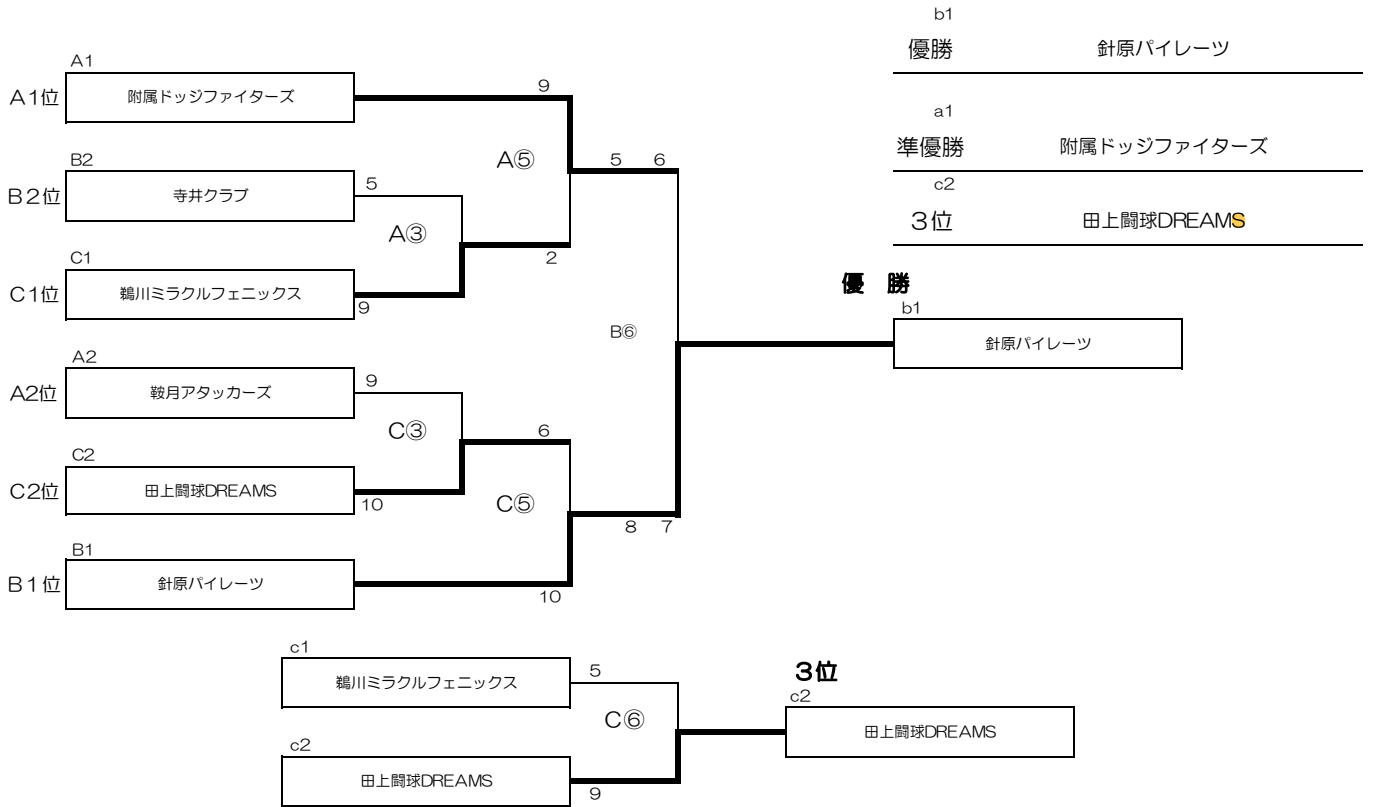 b1
優勝 針原パイレーツ
a1
準優勝 附属ドッジファイターズ
c2
3位 田上闘球DREAMS
A1
A1位 附属ドッジファイターズ 9
A⑤ 5 6
B2
B2位 寺井クラブ 5
A③
2
C1
C1位 鵜川ミラクルフェニックス 9
優 勝
b1
B⑥
針原パイレーツ
A2
A2位 鞍月アタッカーズ 9
C③ 6
C2
C2位 田上闘球DREAMS 10
C⑤
8 7
B1
B1位 針原パイレーツ 10
c1
鵜川ミラクルフェニックス 5
3位
c2
C⑥
田上闘球DREAMS
c2
田上闘球DREAMS 9